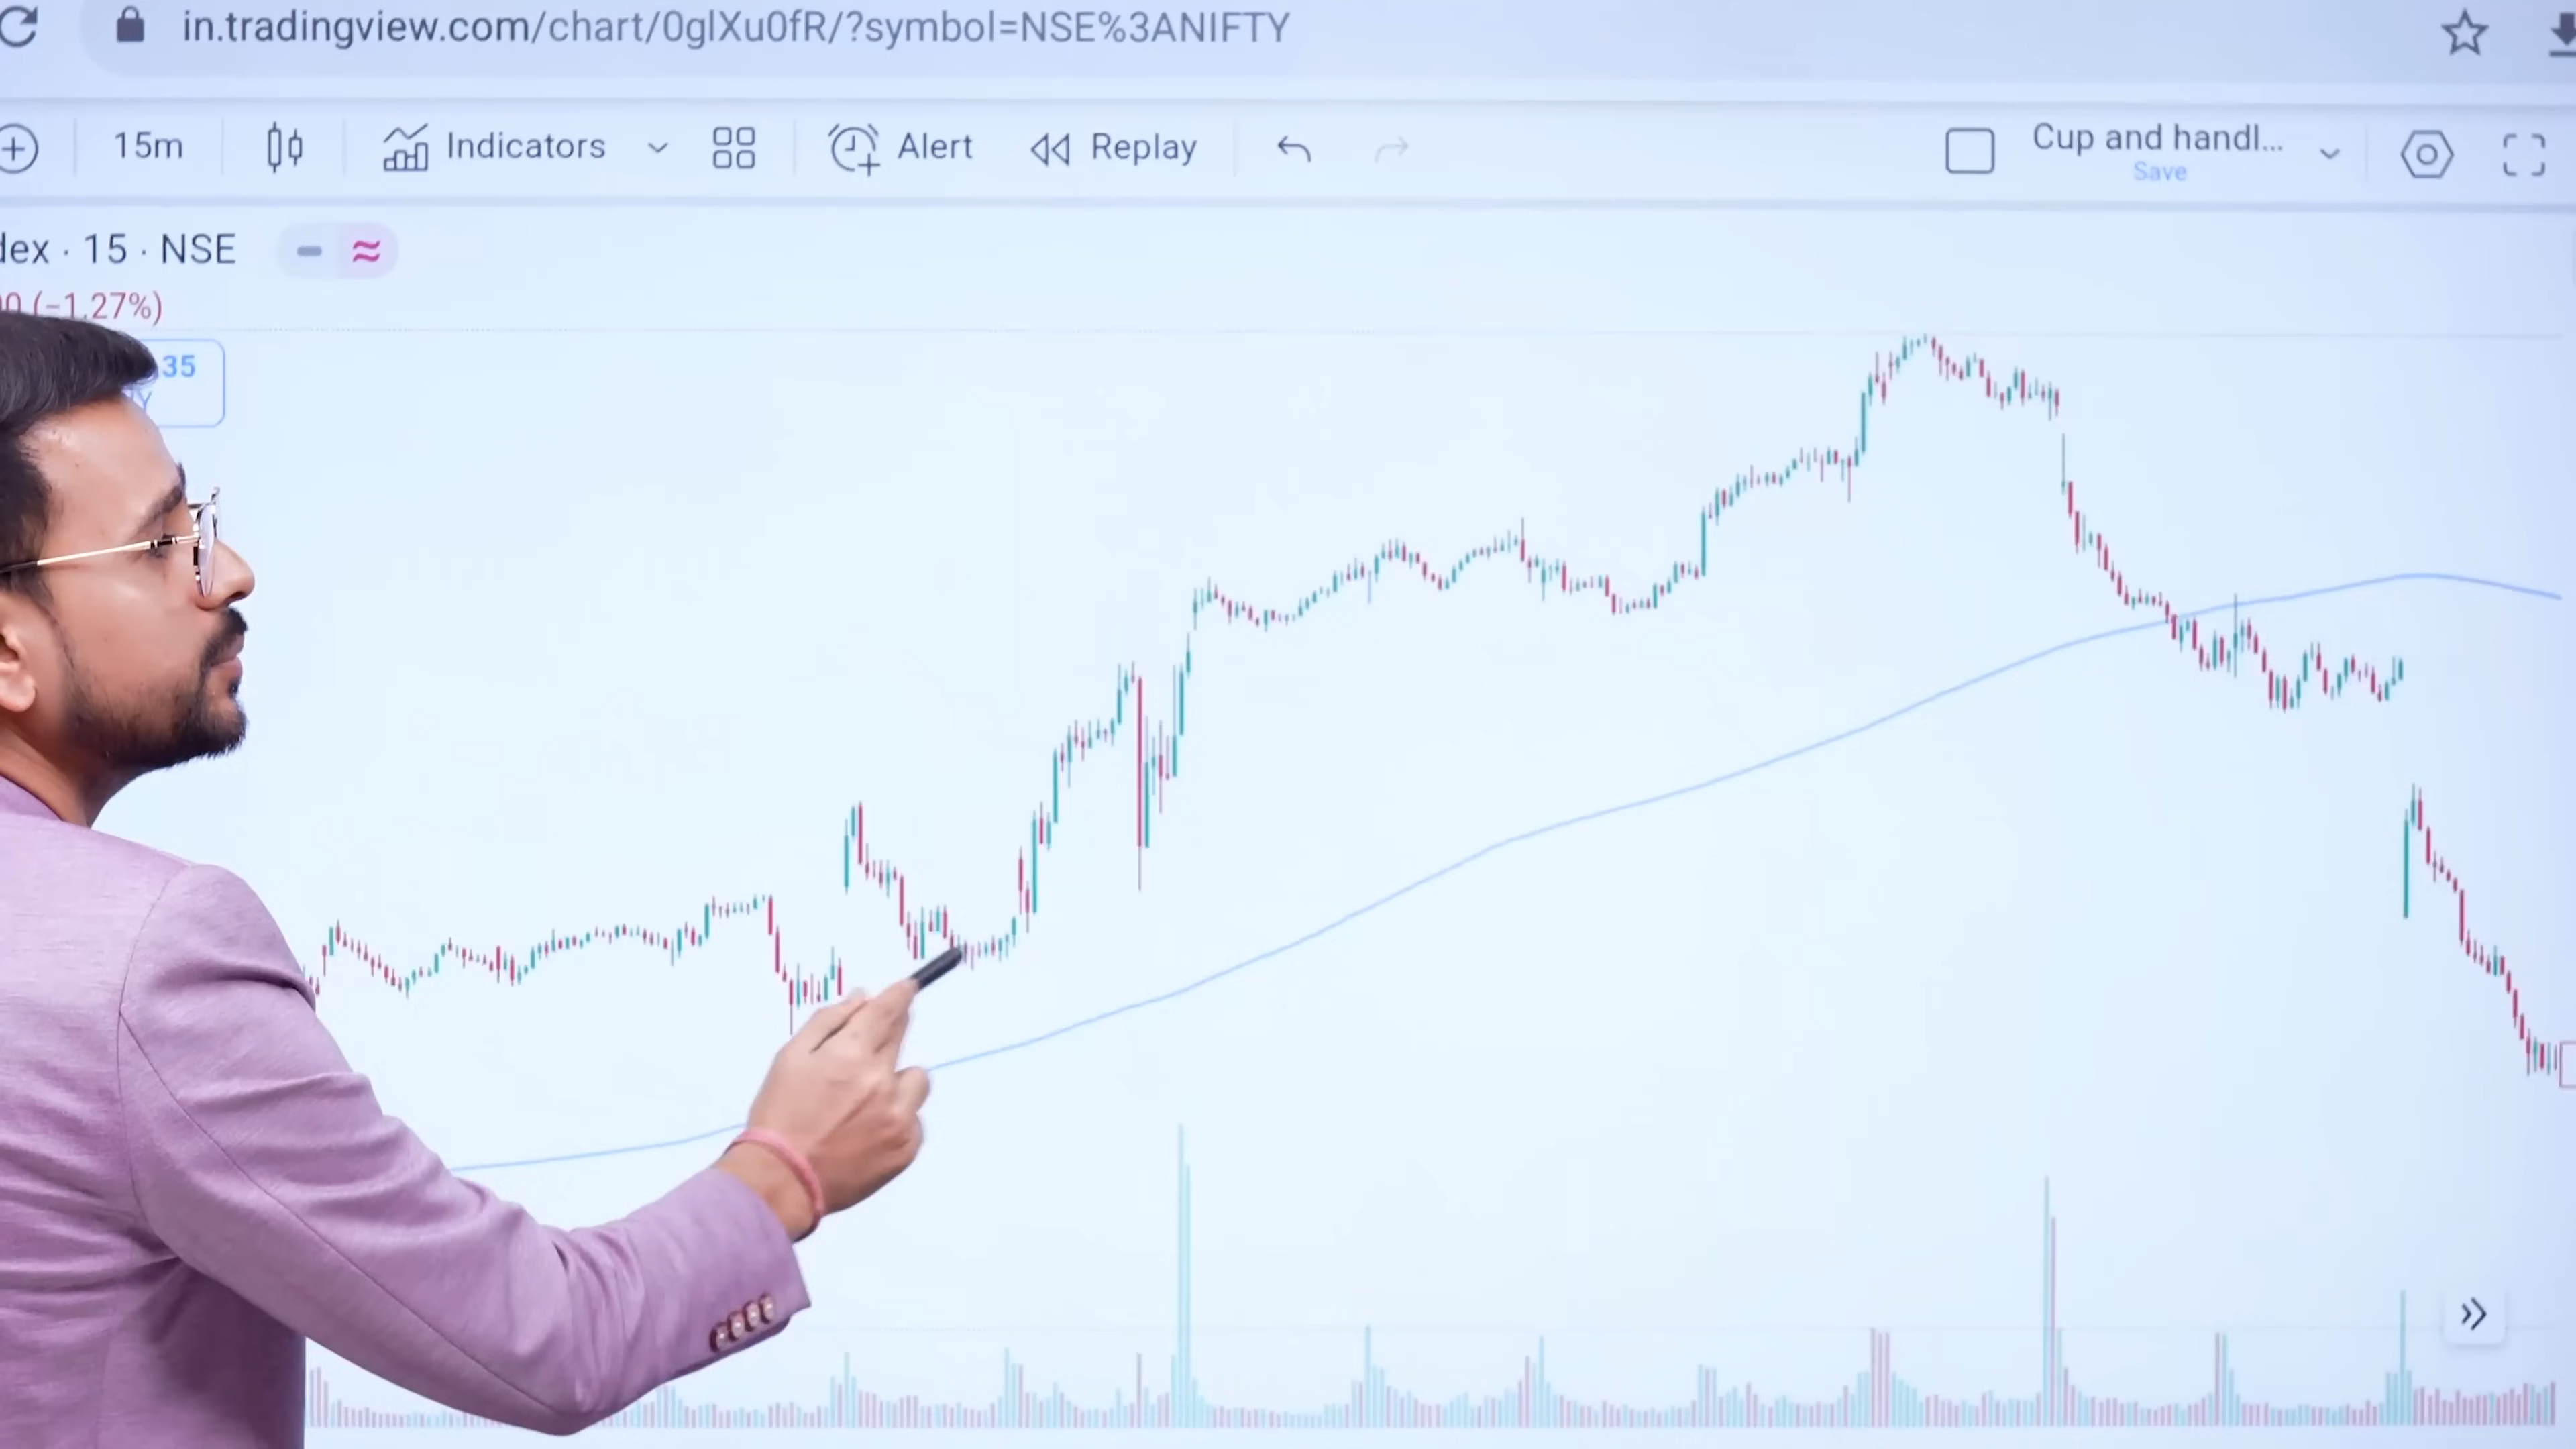 in.tradingview.com/chart/0glXu0fR/?symbol=NSE%3ANIFTY
15m Indicators Alert Replay Cup and handl...
Save
dex · 15 · NSE
0 (−1.27%)
35
Y